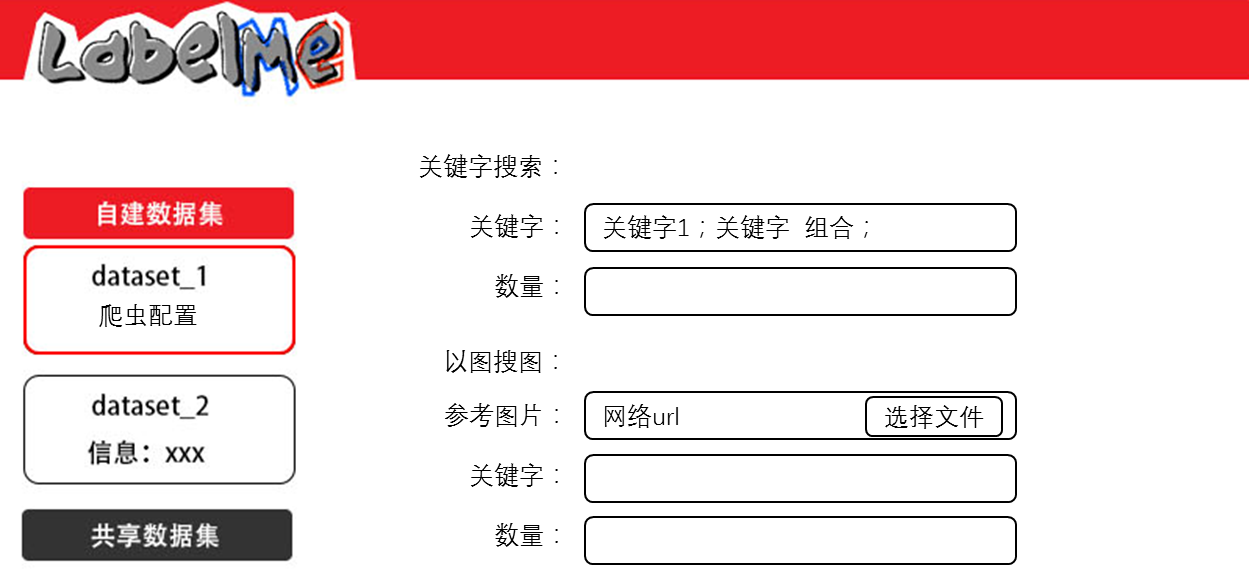 LabelMe
自建数据集
dataset_1
爬虫配置
dataset_2
信息：xxx
共享数据集
关键字搜索：
关键字： 关键字1；关键字 组合；
数量：
以图搜图：
参考图片： 网络url 选择文件
关键字：
数量：